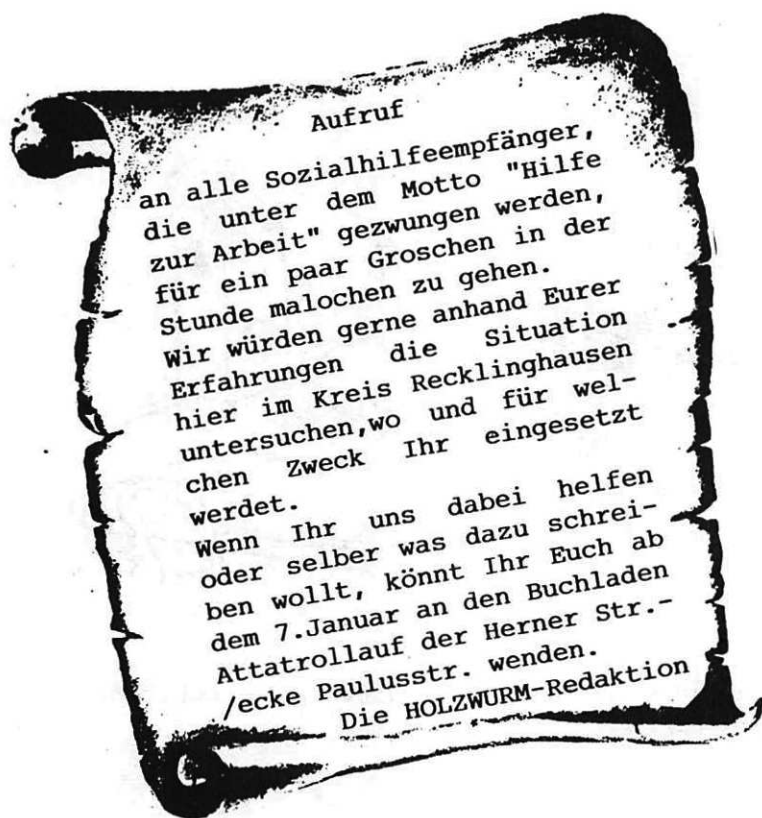 Aufruf
an alle Sozialhilfeempfänger,
die unter dem Motto "Hilfe
zur Arbeit" gezwungen werden,
für ein paar Groschen in der
Stunde malochen zu gehen.
Wir würden gerne anhand Eurer
Erfahrungen die Situation
hier im Kreis Recklinghausen
untersuchen,wo und für wel-
chen Zweck Ihr eingesetzt
werdet.
Wenn Ihr uns dabei helfen
oder selber was dazu schrei-
ben wollt, könnt Ihr Euch ab
dem 7.Januar an den Buchladen
Attatrollauf der Herner Str.-
/ecke Paulusstr. wenden.
Die HOLZWURM-Redaktion